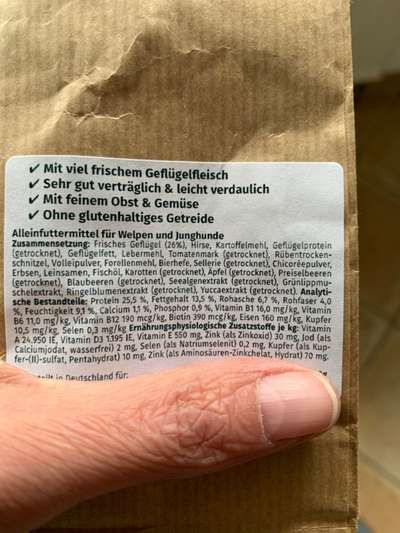 ✓ Mit viel frischem Geflügelfleisch
✓ Sehr gut verträglich & leicht verdaulich
✓ Mit feinem Obst & Gemüse
✓ Ohne glutenhaltiges Getreide
Alleinfuttermittel für Welpen und Junghunde
Zusammensetzung: Frisches Geflügel (26%), Hirse, Kartoffelmehl, Geflügelprotein
(getrocknet), Geflügelfett, Lebermehl, Tomatenmark (getrocknet), Rübentrocken-
schnitzel, Volleipulver, Forellenmehl, Bierhefe, Sellerie (getrocknet), Chicoréepulver,
Erbsen, Leinsamen, Fischöl, Karotten (getrocknet), Apfel (getrocknet), Preiselbeeren
(getrocknet), Blaubeeren (getrocknet), Seealgenextrakt (getrocknet), Grünlippmu-
schelextrakt, Ringelblumenextrakt (getrocknet), Yuccaextrakt (getrocknet). Analyti-
sche Bestandteile: Protein 25,5 %, Fettgehalt 13,5 %, Rohasche 6,7 %, Rohfaser 4,0
%, Feuchtigkeit 9,1 %, Calcium 1,1 %, Phosphor 0,9 %, Vitamin B1 16,0 mg/kg, Vitamin
B6 11,0 mg/kg, Vitamin B12 190 mcg/kg, Biotin 390 mcg/kg, Eisen 160 mg/kg, Kupfer
10,5 mg/kg, Selen 0,3 mg/kg Ernährungsphysiologische Zusatzstoffe je kg: Vitamin
A 24.950 IE, Vitamin D3 1.195 IE, Vitamin E 550 mg, Zink (als Zinkoxid) 30 mg, Jod (als
Calciumjodat, wasserfrei) 2 mg, Selen (als Natriumselenit) 0,2 mg, Kupfer (als Kup-
fer-(II)-sulfat, Pentahydrat) 10 mg, Zink (als Aminosäuren-Zinkchelat, Hydrat) 70 mg.
in Deutschland für: